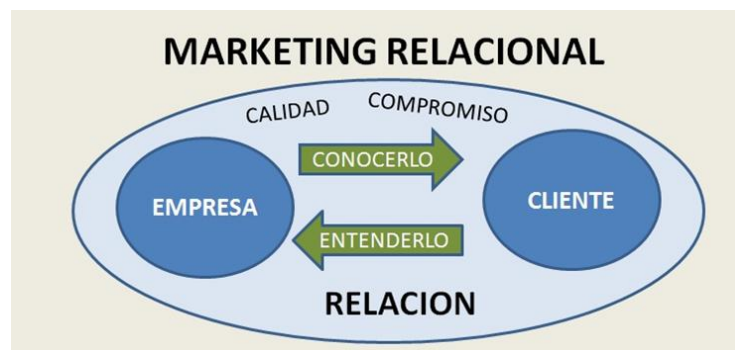 MARKETING RELACIONAL
CALIDAD COMPROMISO
CONOCERLO
EMPRESA
CLIENTE
ENTENDERLO
RELACION